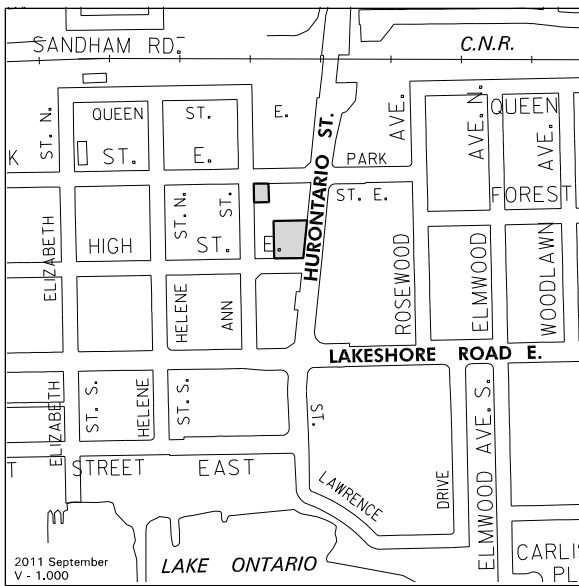 SANDHAM RD.
C.N.R.
QUEEN ST. E.
HURONTARIO ST.
AVE.
AVE. N.
QUEEN
AVE.
ST. N.
K ST. E.
PARK
ST. E.
FOREST
ST. N.
ST.
ELIZABETH
HIGH ST. E.
HELENE
ANN
ROSEWOOD
ELMWOOD
WOODLAWN
LAKESHORE ROAD E.
ELIZABETH
ST. S.
HELENE
ST. S.
ST.
ELMWOOD AVE. S.
T STREET EAST
LAWRENCE
DRIVE
2011 September
V - 1.000
LAKE ONTARIO
CARLIS
PL